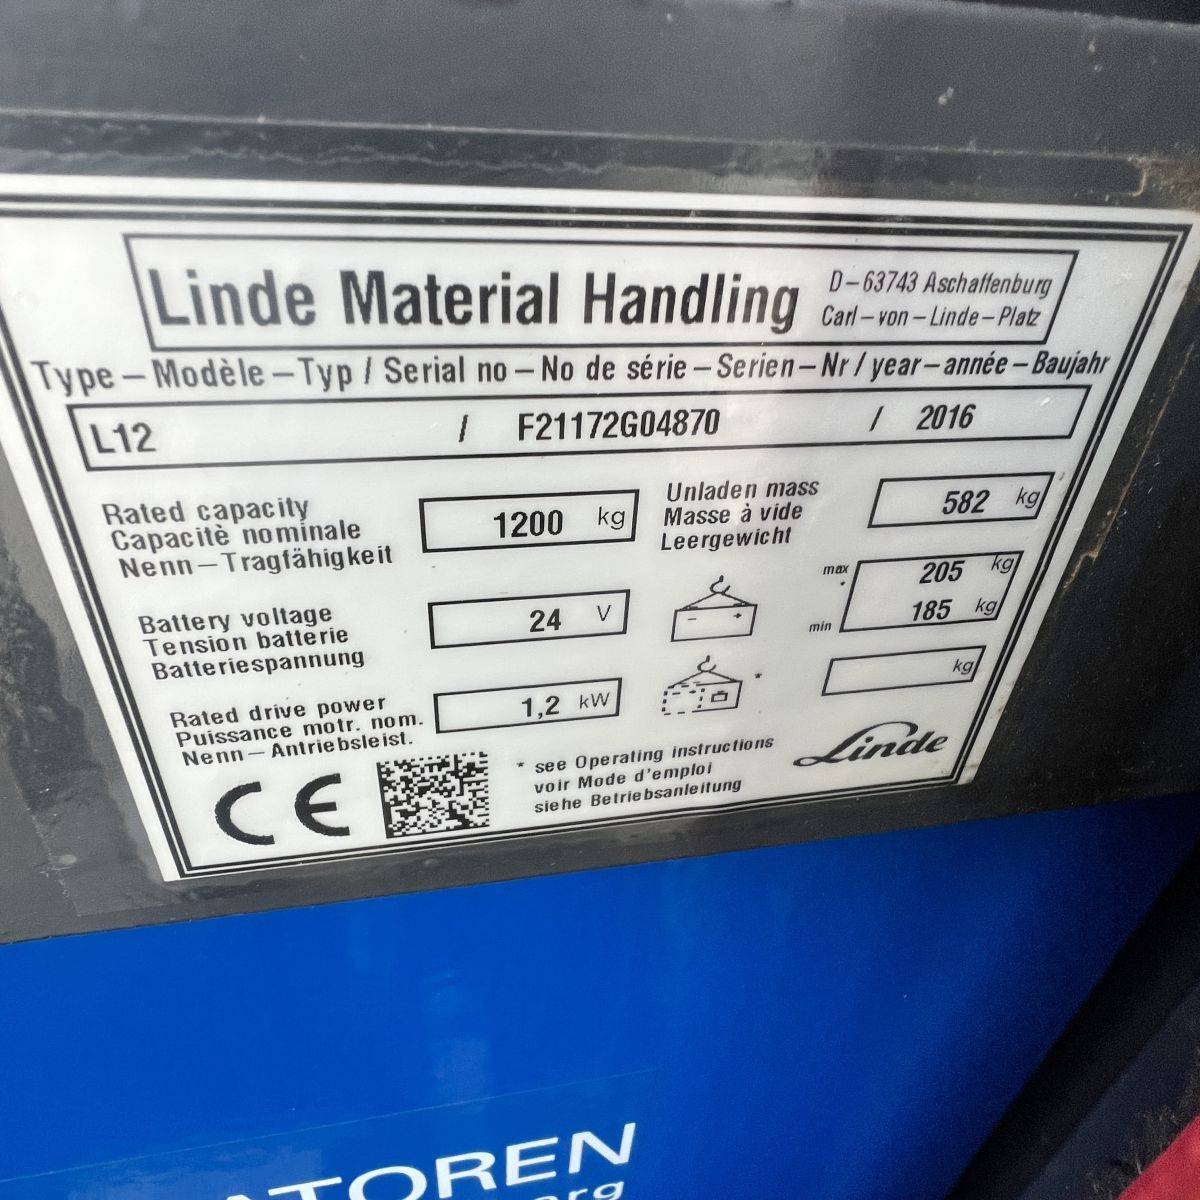 Linde Material Handling
D-63743 Aschaffenburg
Carl-von-Linde-Platz
Type-Modèle-Typ / Serial no-No de série-Serien-Nr / year-année-Baujahr
L12 / F21172G04870 / 2016
Rated capacity
Capacitè nominale
Nenn-Tragfähigkeit
1200 kg
Unladen mass
Masse à vide
Leergewicht
582 kg
Battery voltage
Tension batterie
Batteriespannung
24 V
max *
205 kg
min
185 kg
Rated drive power
Puissance motr. nom.
Nenn-Antriebsleist.
1,2 kW
*
kg
CE
* see Operating instructions
voir Mode d'emploi
siehe Betriebsanleitung
Linde
ATOREN